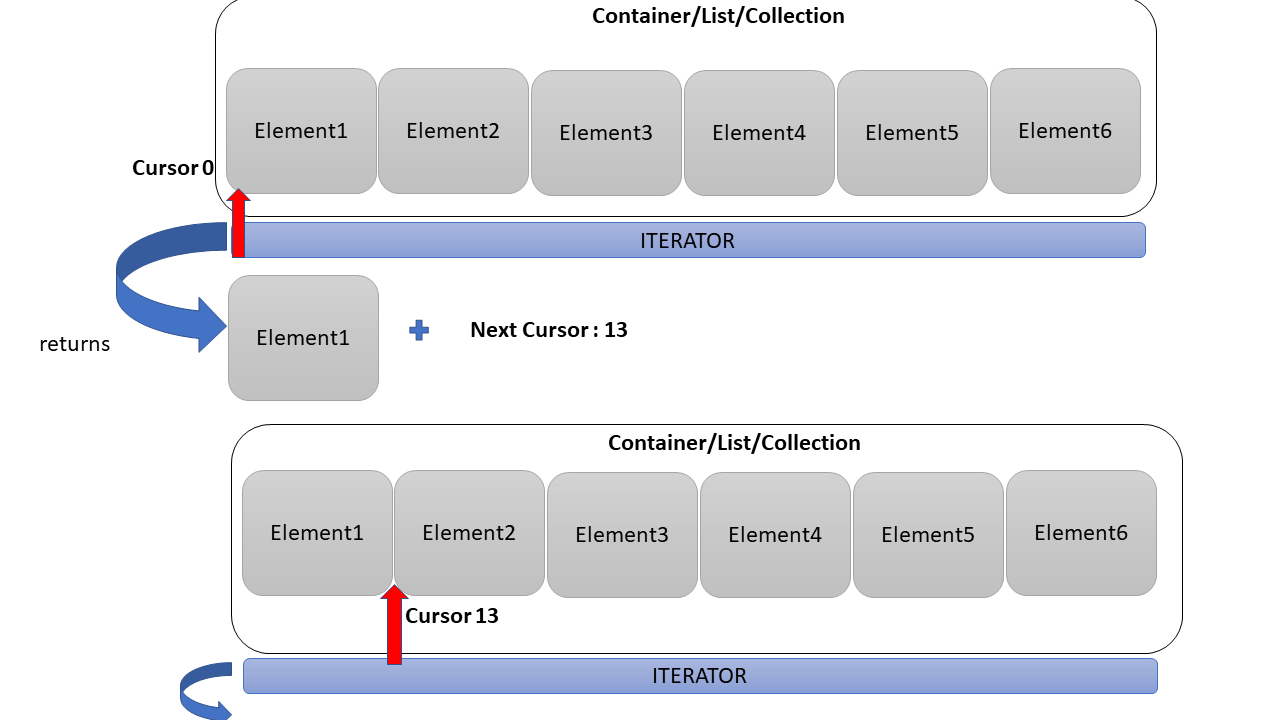 Container/List/Collection
Element1 Element2 Element3 Element4 Element5 Element6
Cursor 0
ITERATOR
returns
Element1
Next Cursor : 13
Container/List/Collection
Element1 Element2 Element3 Element4 Element5 Element6
Cursor 13
ITERATOR